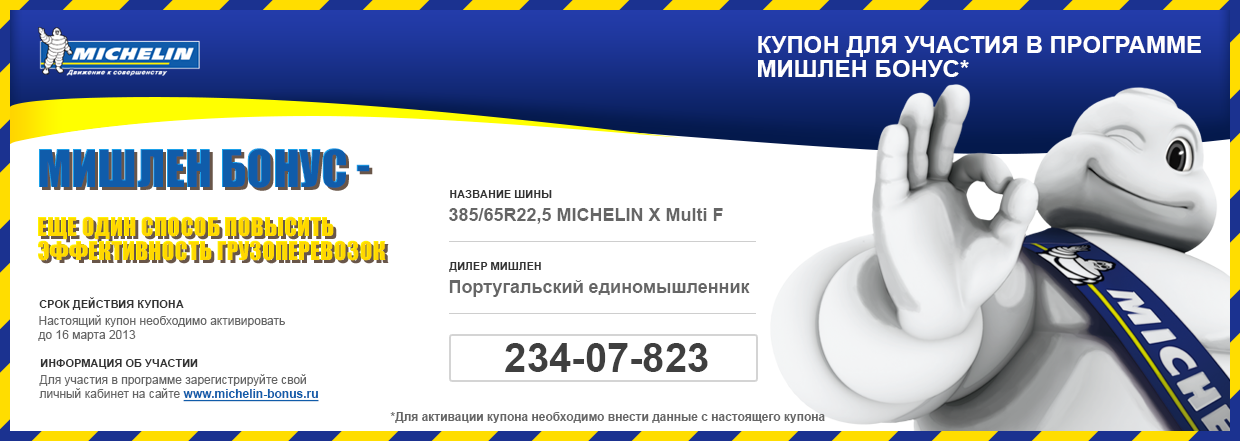 MICHELIN
Движение к совершенству
КУПОН ДЛЯ УЧАСТИЯ В ПРОГРАММЕ
МИШЛЕН БОНУС*
МИШЛЕН БОНУС -
ЕЩЕ ОДИН СПОСОБ ПОВЫСИТЬ
ЭФФЕКТИВНОСТЬ ГРУЗОПЕРЕВОЗОК
СРОК ДЕЙСТВИЯ КУПОНА
Настоящий купон необходимо активировать
до 16 марта 2013
ИНФОРМАЦИЯ ОБ УЧАСТИИ
Для участия в программе зарегистрируйте свой
личный кабинет на сайте www.michelin-bonus.ru
НАЗВАНИЕ ШИНЫ
385/65R22,5 MICHELIN X Multi F
ДИЛЕР МИШЛЕН
Португальский единомышленник
234-07-823
*Для активации купона необходимо внести данные с настоящего купона
MICHEL